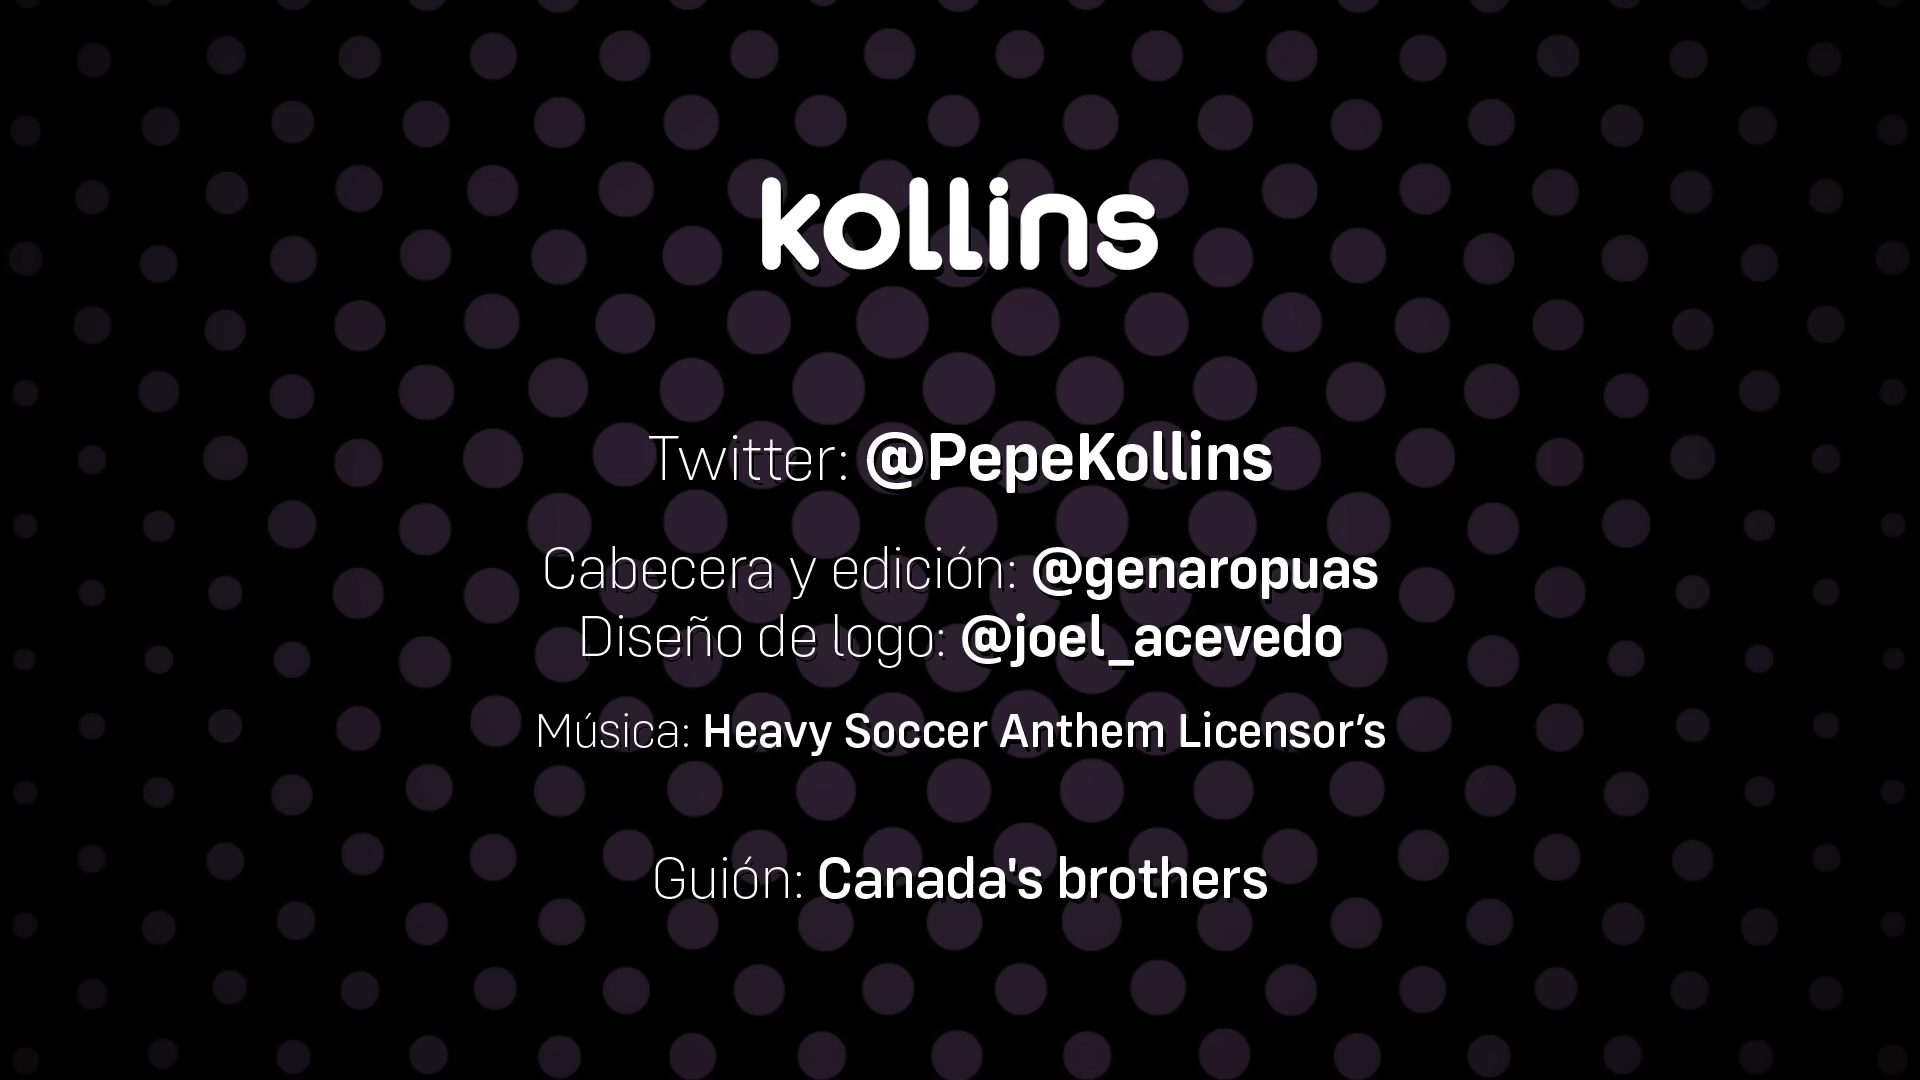 kollins
Twitter: @PepeKollins
Cabecera y edición: @genaropuas
Diseño de logo: @joel_acevedo
Música: Heavy Soccer Anthem Licensor’s
Guión: Canada's brothers